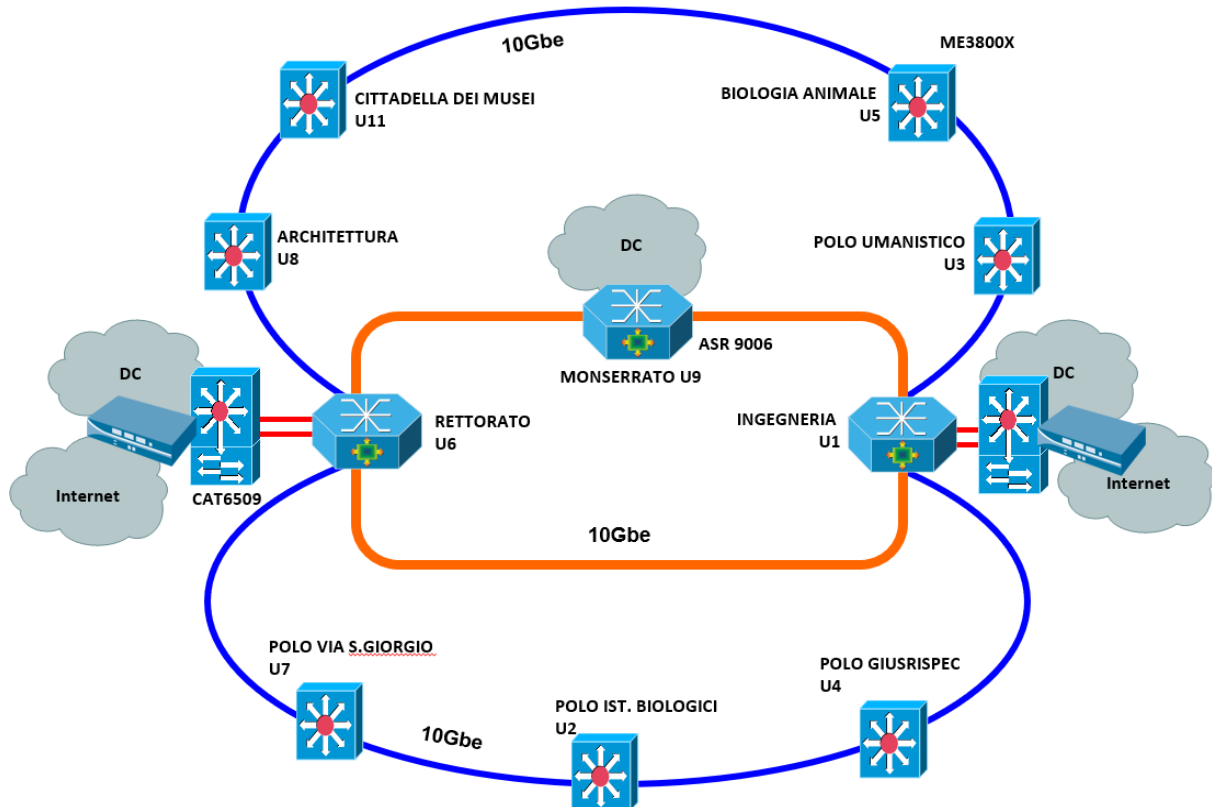 10Gbe
ME3800X
CITTADELLA DEI MUSEI
U11
BIOLOGIA ANIMALE
U5
ARCHITETTURA
U8
DC
POLO UMANISTICO
U3
ASR 9006
MONSERRATO U9
DC
DC
RETTORATO
U6
INGEGNERIA
U1
Internet
CAT6509
Internet
10Gbe
POLO VIA S.GIORGIO
U7
POLO GIUSRISPEC
U4
POLO IST. BIOLOGICI
U2
10Gbe